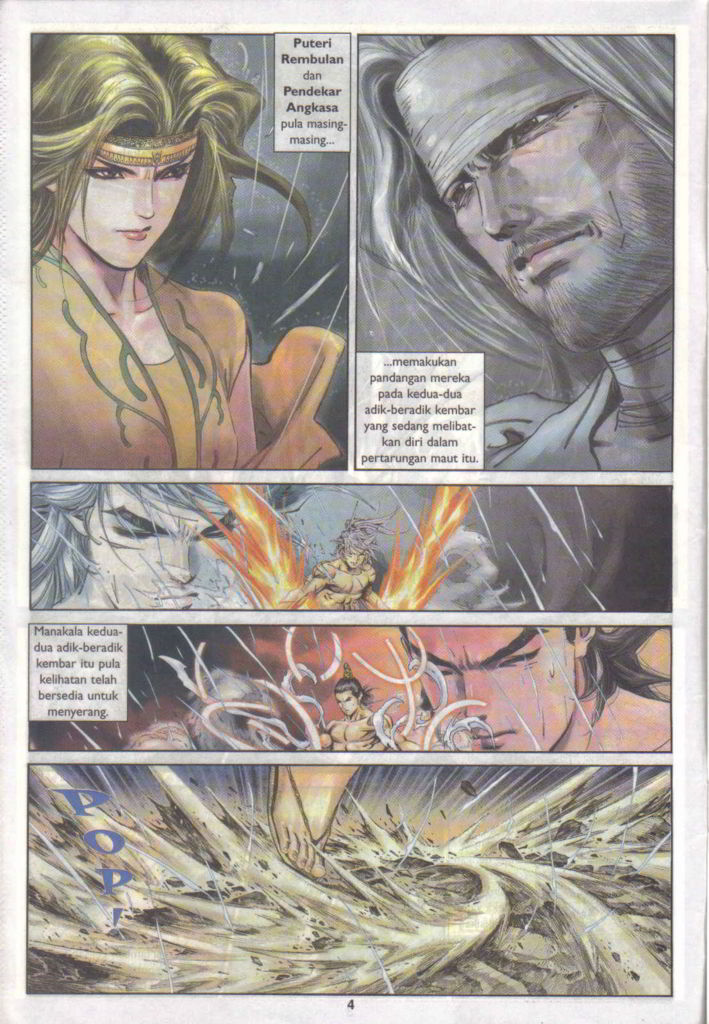 Puteri
Rembulan
dan
Pendekar
Angkasa
pula masing-
masing...
...memakukan
pandangan mereka
pada kedua-dua
adik-beradik kembar
yang sedang melibat-
kan diri dalam
pertarungan maut itu.
Manakala kedua-
dua adik-beradik
kembar itu pula
kelihatan telah
bersedia untuk
menyerang.
POP!
4